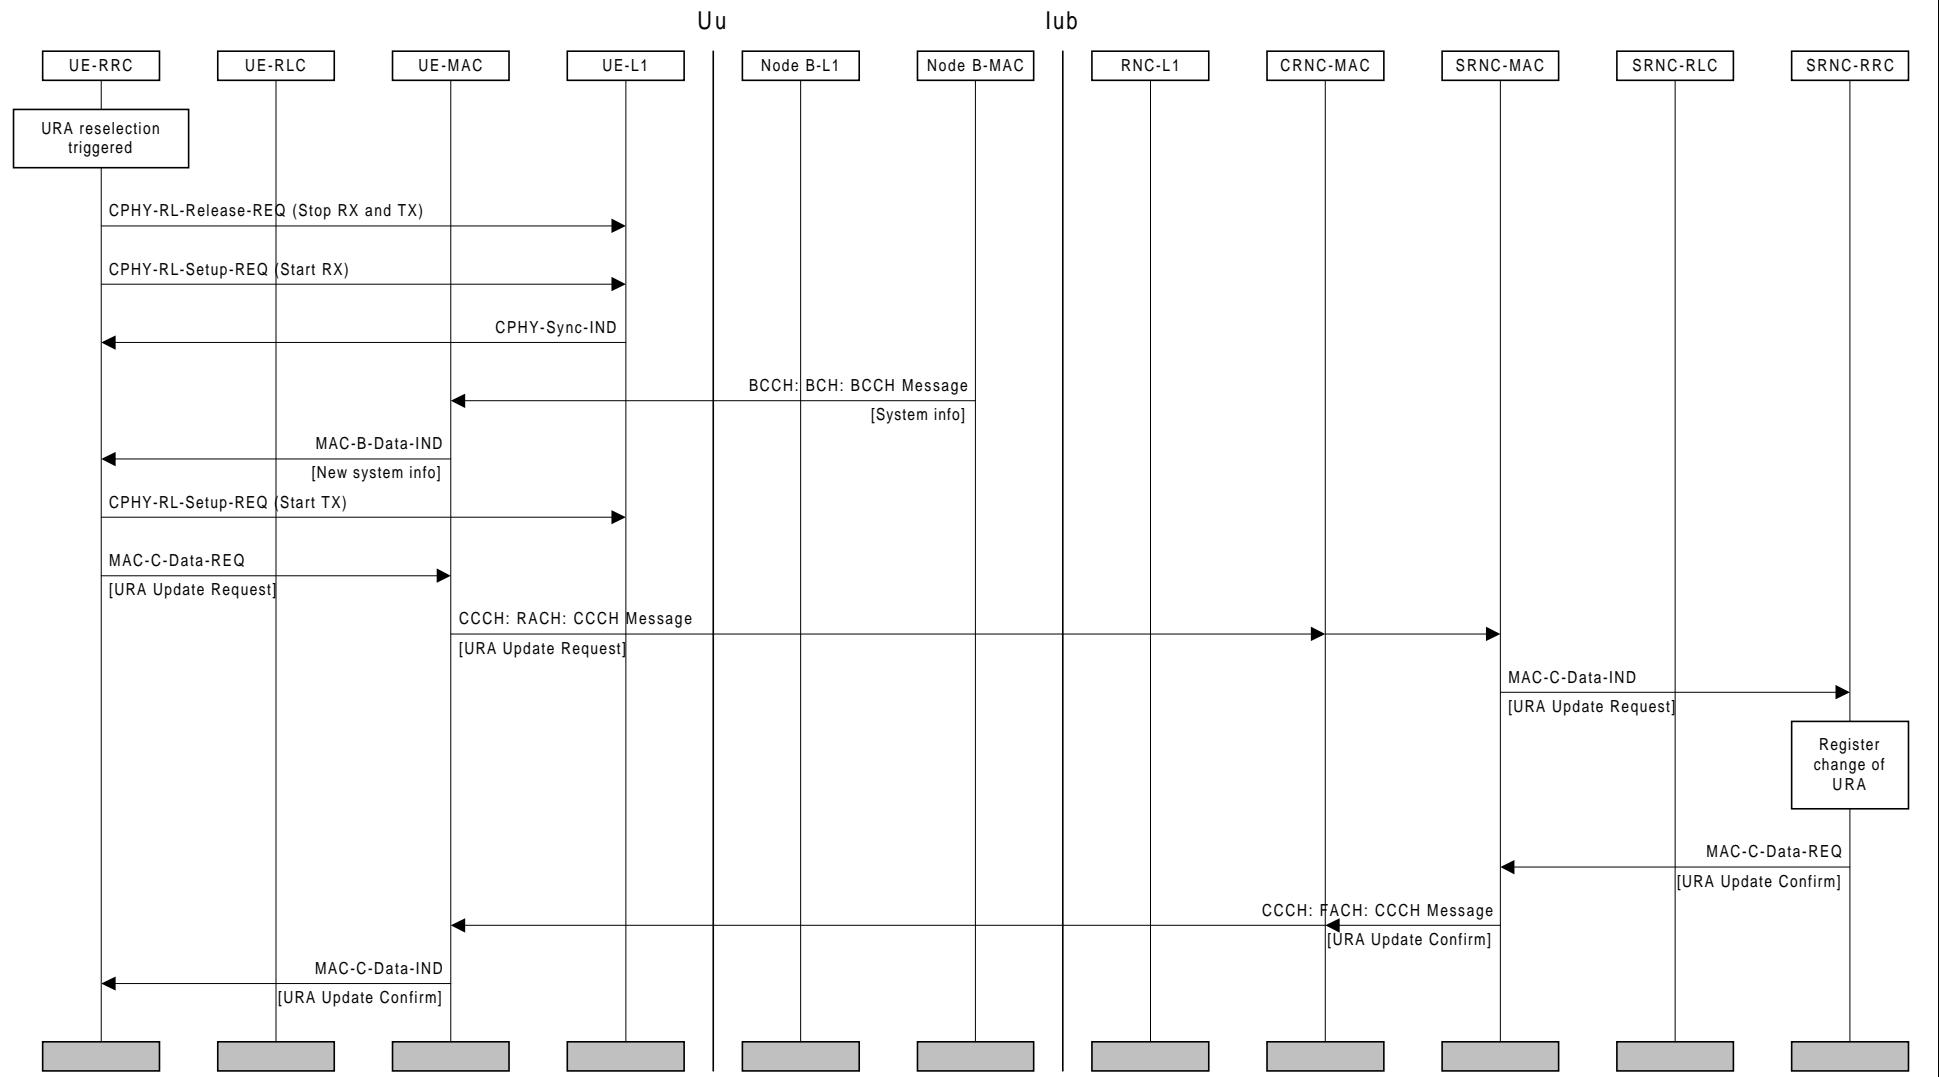 Uu
Iub
UE-RRC
UE-RLC
UE-MAC
UE-L1
Node B-L1
Node B-MAC
RNC-L1
CRNC-MAC
SRNC-MAC
SRNC-RLC
SRNC-RRC
URA reselection
triggered
CPHY-RL-Release-REQ (Stop RX and TX)
CPHY-RL-Setup-REQ (Start RX)
CPHY-Sync-IND
BCCH: BCH: BCCH Message
[System info]
MAC-B-Data-IND
[New system info]
CPHY-RL-Setup-REQ (Start TX)
MAC-C-Data-REQ
[URA Update Request]
CCCH: RACH: CCCH Message
[URA Update Request]
MAC-C-Data-IND
[URA Update Request]
Register
change of
URA
MAC-C-Data-REQ
[URA Update Confirm]
CCCH: FACH: CCCH Message
[URA Update Confirm]
MAC-C-Data-IND
[URA Update Confirm]